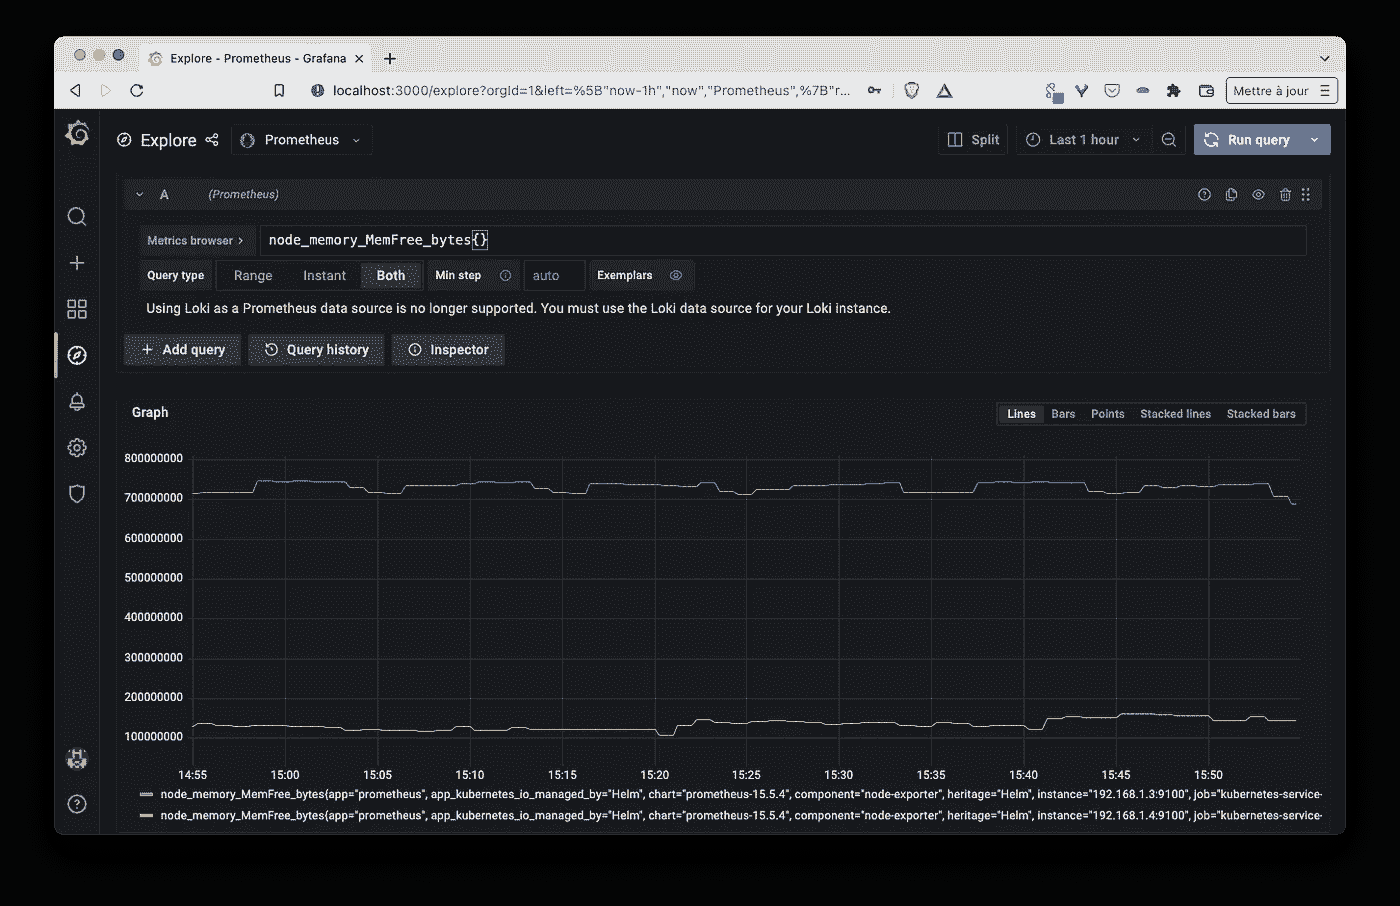 Explore - Prometheus - Grafana
localhost:3000/explore?orgId=1&left=%5B"now-1h","now","Prometheus",%7B"r...
Mettre à jour
Explore
Prometheus
Split
Last 1 hour
Run query
A
(Prometheus)
Metrics browser >
node_memory_MemFree_bytes{}
Query type
Range
Instant
Both
Min step
auto
Exemplars
Using Loki as a Prometheus data source is no longer supported. You must use the Loki data source for your Loki instance.
+ Add query
Query history
Inspector
Graph
Lines
Bars
Points
Stacked lines
Stacked bars
800000000
700000000
600000000
500000000
400000000
300000000
200000000
100000000
14:55
15:00
15:05
15:10
15:15
15:20
15:25
15:30
15:35
15:40
15:45
15:50
node_memory_MemFree_bytes{app="prometheus", app_kubernetes_io_managed_by="Helm", chart="prometheus-15.5.4", component="node-exporter", heritage="Helm", instance="192.168.1.3:9100", job="kubernetes-service-
node_memory_MemFree_bytes{app="prometheus", app_kubernetes_io_managed_by="Helm", chart="prometheus-15.5.4", component="node-exporter", heritage="Helm", instance="192.168.1.4:9100", job="kubernetes-service-